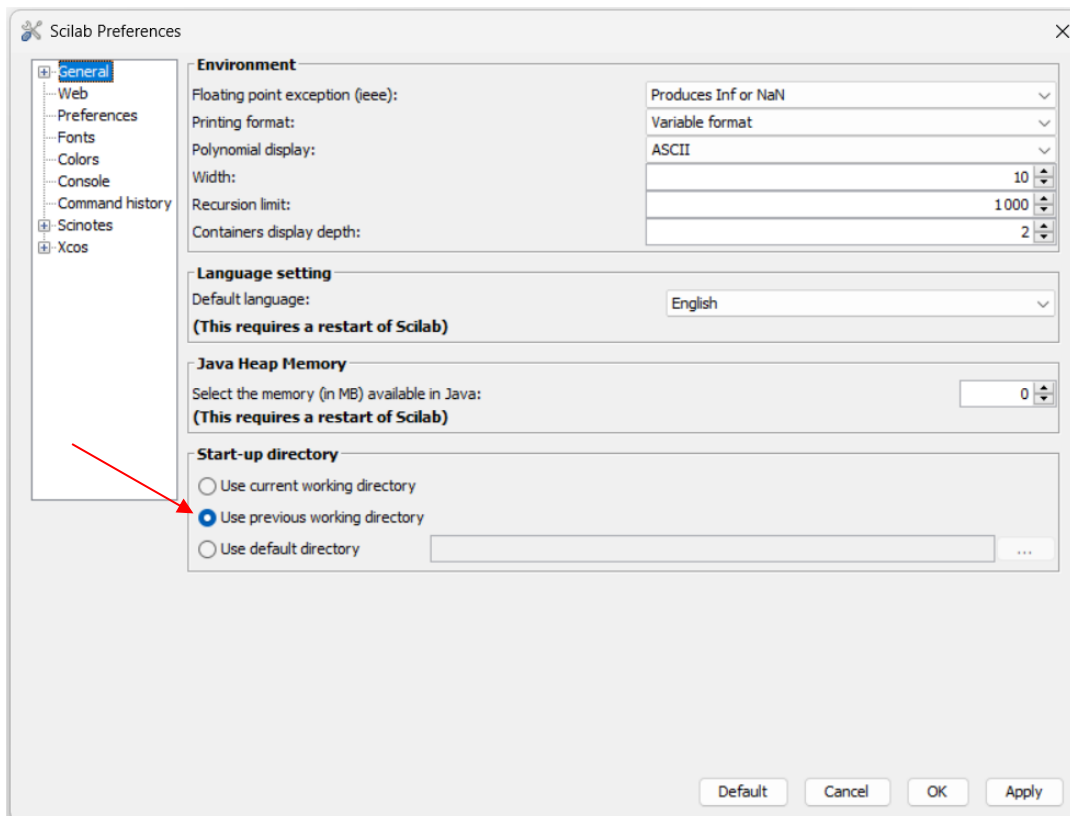 Scilab Preferences
General
Web
Preferences
Fonts
Colors
Console
Command history
Scinotes
Xcos
Environment
Floating point exception (ieee): Produces Inf or NaN
Printing format: Variable format
Polynomial display: ASCII
Width: 10
Recursion limit: 1000
Containers display depth: 2
Language setting
Default language: English
(This requires a restart of Scilab)
Java Heap Memory
Select the memory (in MB) available in Java: 0
(This requires a restart of Scilab)
Start-up directory
Use current working directory
Use previous working directory
Use default directory ...
Default Cancel OK Apply